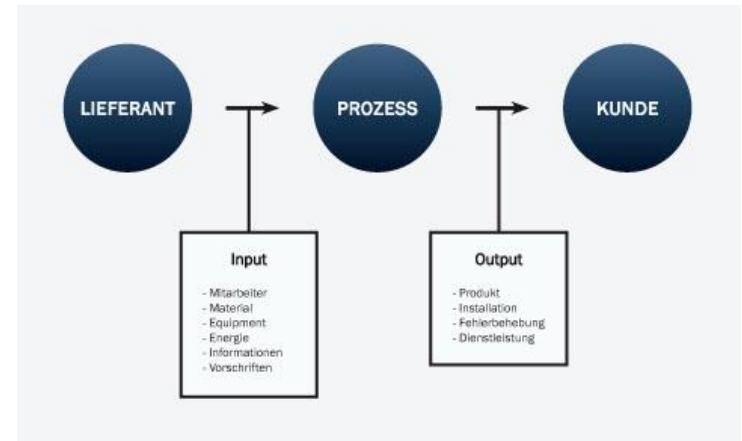 LIEFERANT
PROZESS
KUNDE
Input
- Mitarbeiter
- Material
- Equipment
- Energie
- Informationen
- Vorschriften
Output
- Produkt
- Installation
- Fehlerbehebung
- Dienstleistung